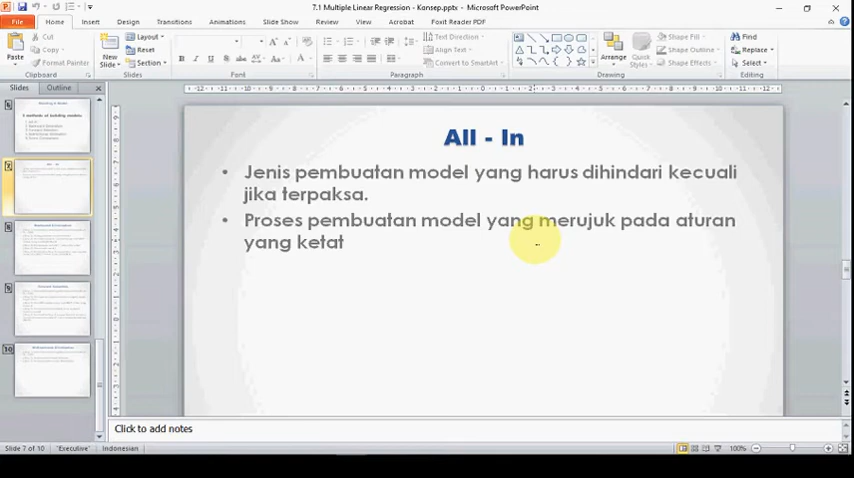 7.1 Multiple Linear Regression - Konsep.pptx - Microsoft PowerPoint
File Home Insert Design Transitions Animations Slide Show Review View Acrobat Foxit Reader PDF
Paste
Cut
Copy
Format Painter
Clipboard
New Slide
Layout
Reset
Section
Slides
Font
Paragraph
Text Direction
Align Text
Convert to SmartArt
Arrange
Quick Styles
Shape Fill
Shape Outline
Shape Effects
Drawing
Find
Replace
Select
Editing
Slides Outline
All - In
• Jenis pembuatan model yang harus dihindari kecuali
jika terpaksa.
• Proses pembuatan model yang merujuk pada aturan
yang ketat
7
8
9
10
Click to add notes
Slide 7 of 10 "Executive" Indonesian 100%